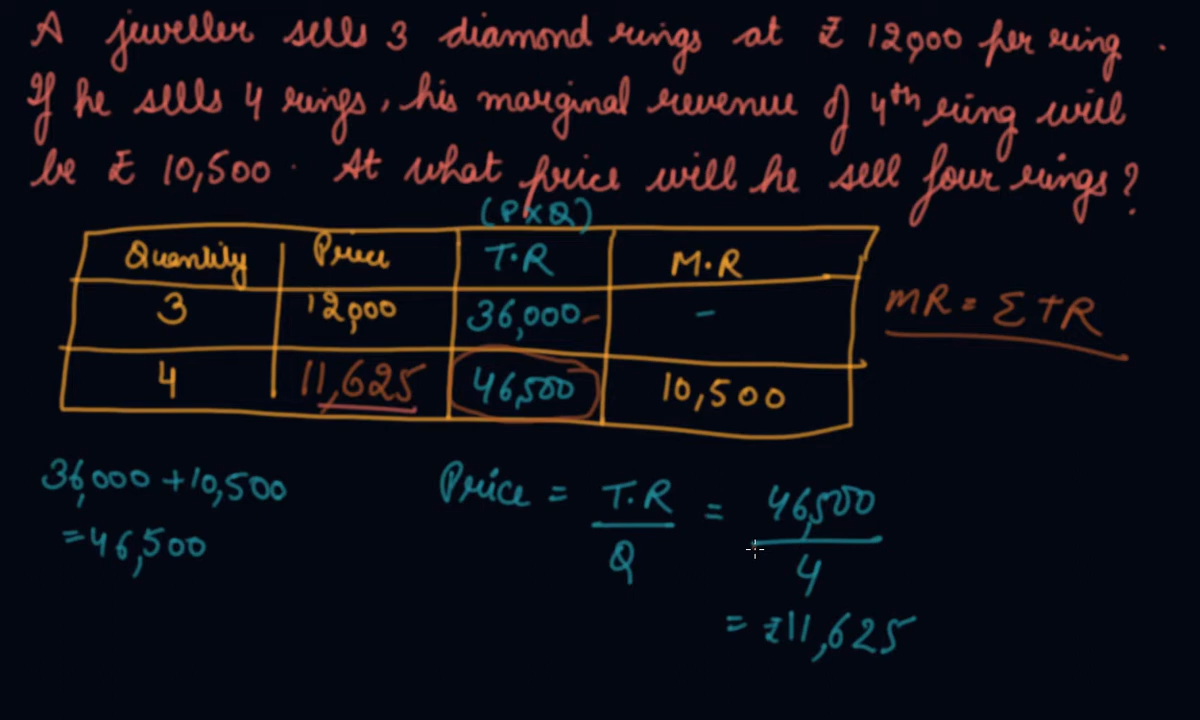 A jeweller sells 3 diamond rings at ₹ 12,000 per ring.
If he sells 4 rings, his marginal revenue of 4th ring will
be ₹ 10,500. At what price will he sell four rings?
(P×Q)
Quantity Price T.R M.R
3 12,000 36,000 -
4 11,625 46,500 10,500
MR = Σ TR
36,000 + 10,500
= 46,500
Price = T.R / Q = 46,500 / 4
= ₹11,625